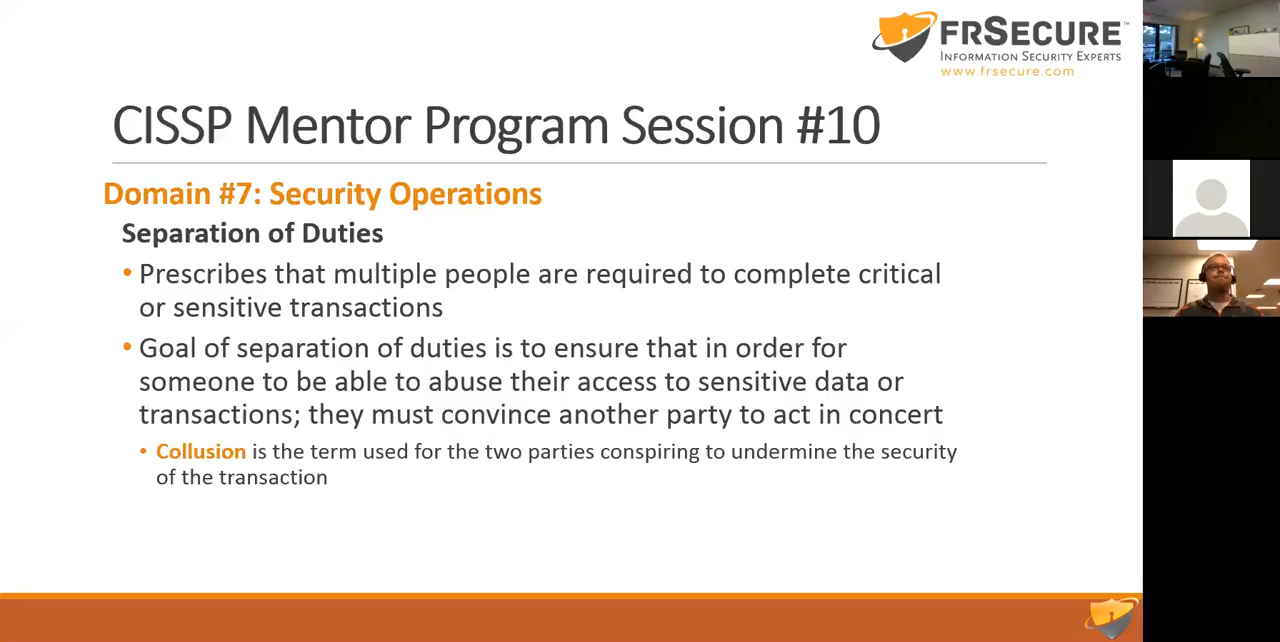 FRSECURE™
INFORMATION SECURITY EXPERTS
www.frsecure.com
CISSP Mentor Program Session #10
Domain #7: Security Operations
Separation of Duties
• Prescribes that multiple people are required to complete critical
or sensitive transactions
• Goal of separation of duties is to ensure that in order for
someone to be able to abuse their access to sensitive data or
transactions; they must convince another party to act in concert
• Collusion is the term used for the two parties conspiring to undermine the security
of the transaction